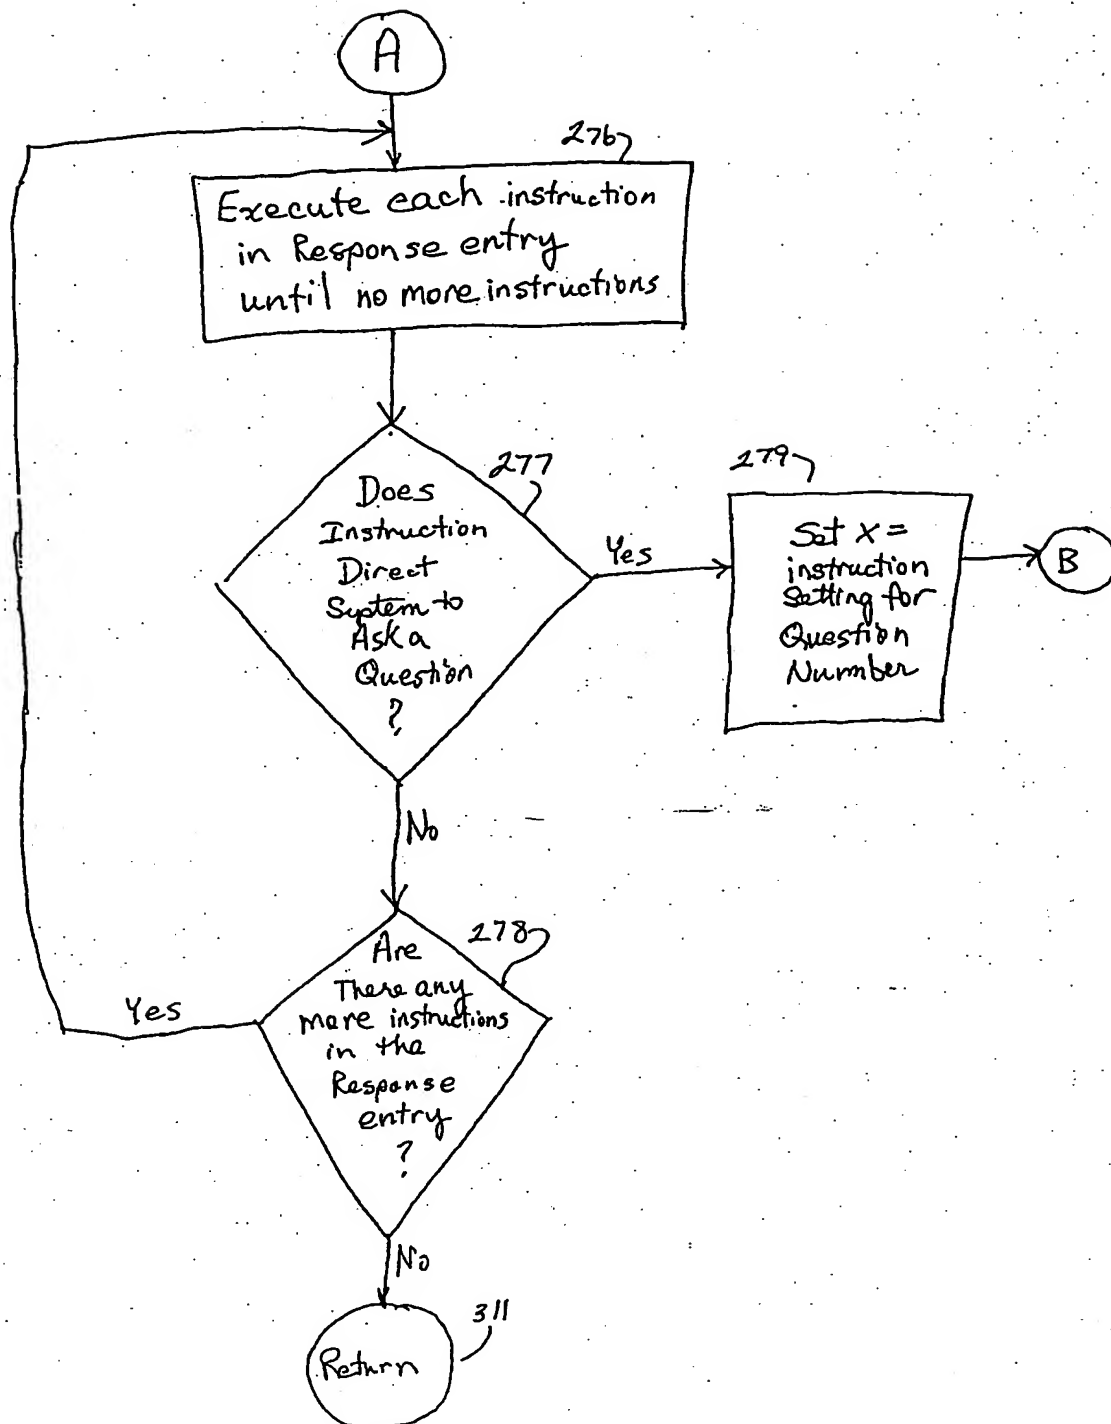 A
276
Execute each instruction
in Response entry
until no more instructions
277
Does
Instruction
Direct
System to
Ask a
Question
?
Yes
279
Set X =
instruction
Setting for
Question
Number
B
No
278
Are
There any
more instructions
in the
Response
entry
?
Yes
No
Return
311